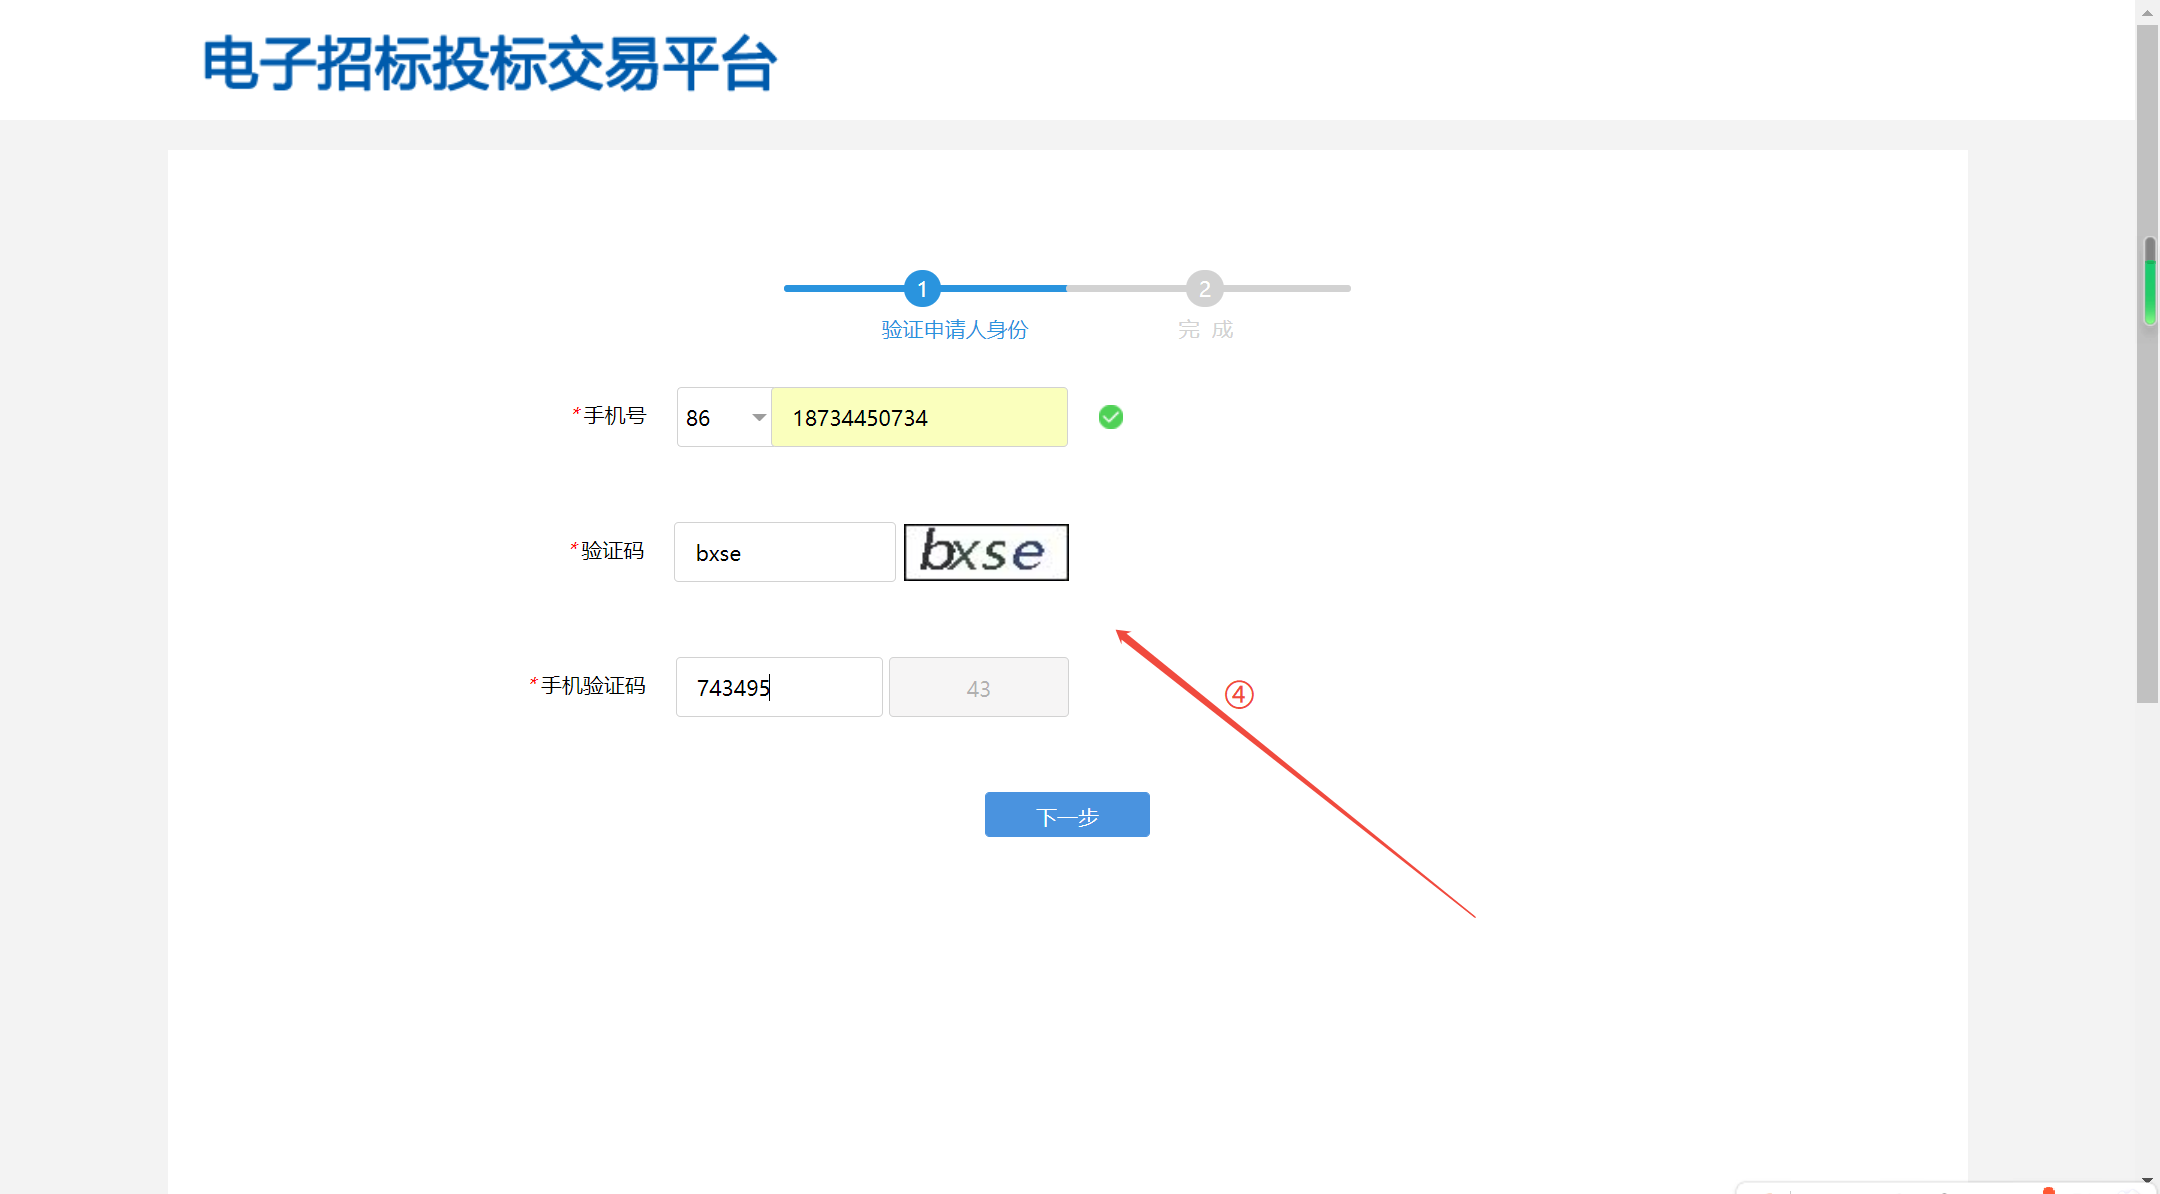 电子招标投标交易平台
1
2
验证申请人身份
完 成
*手机号
86
18734450734
*验证码
bxse
bxse
*手机验证码
743495
43
④
下一步